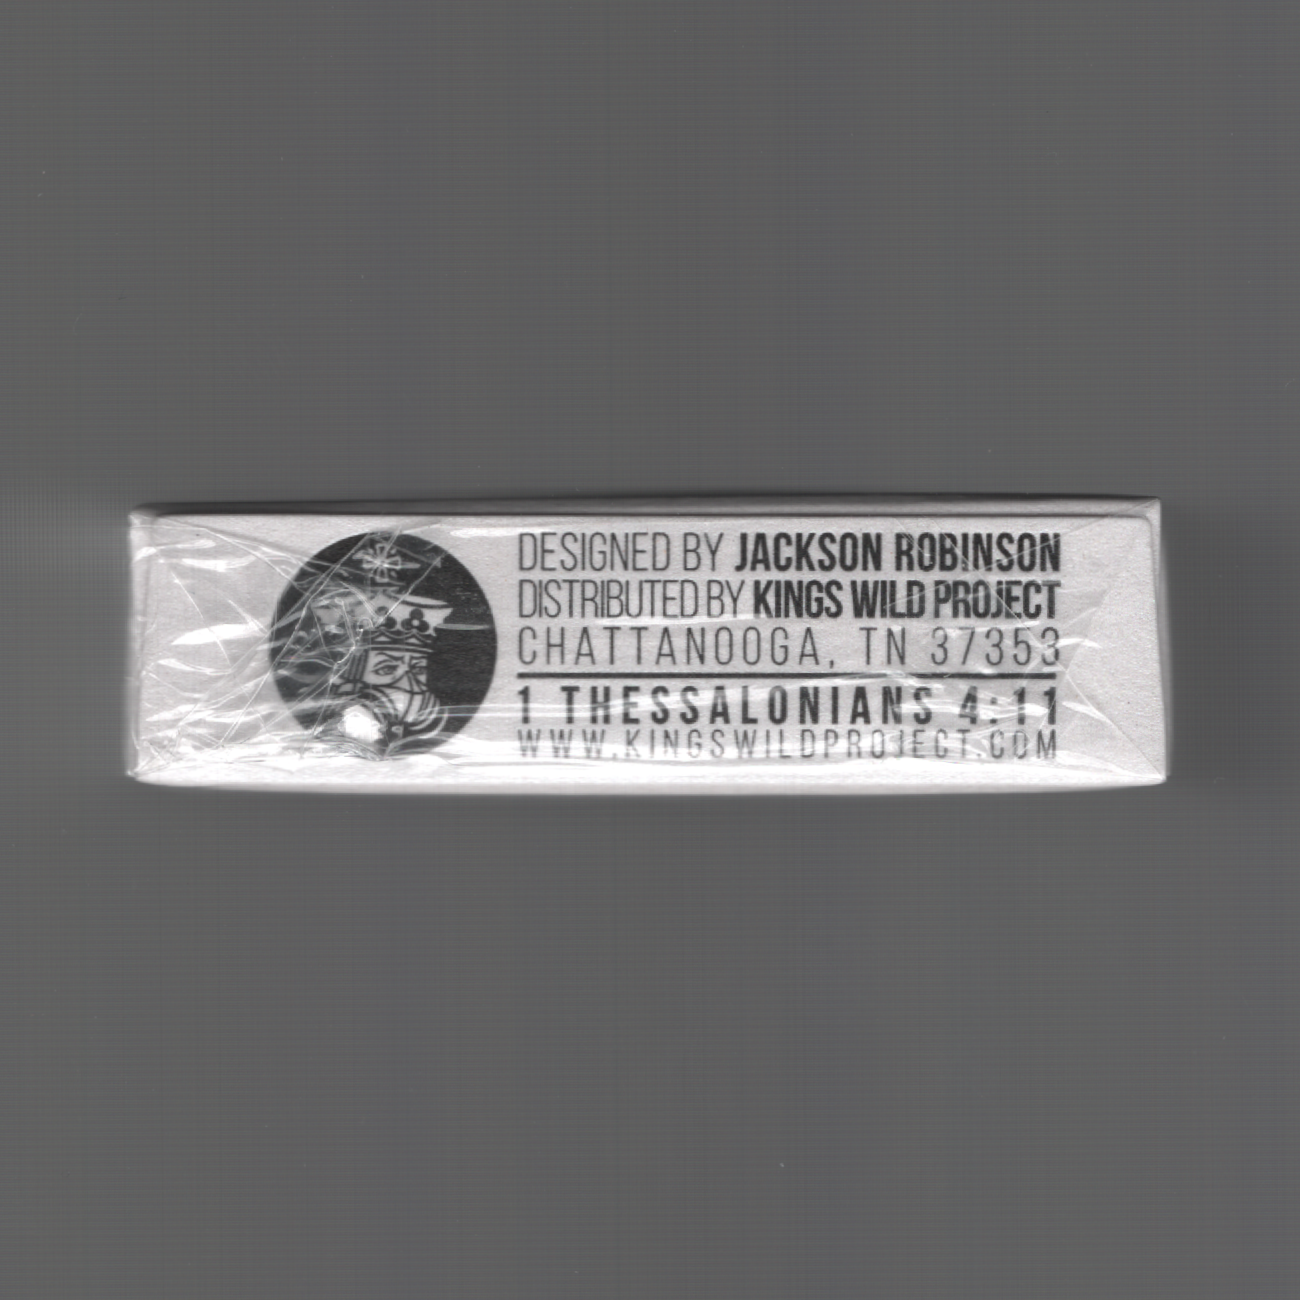 DESIGNED BY JACKSON ROBINSON
DISTRIBUTED BY KINGS WILD PROJECT
CHATTANOOGA, TN 37353
1 THESSALONIANS 4:11
WWW.KINGSWILDPROJECT.COM